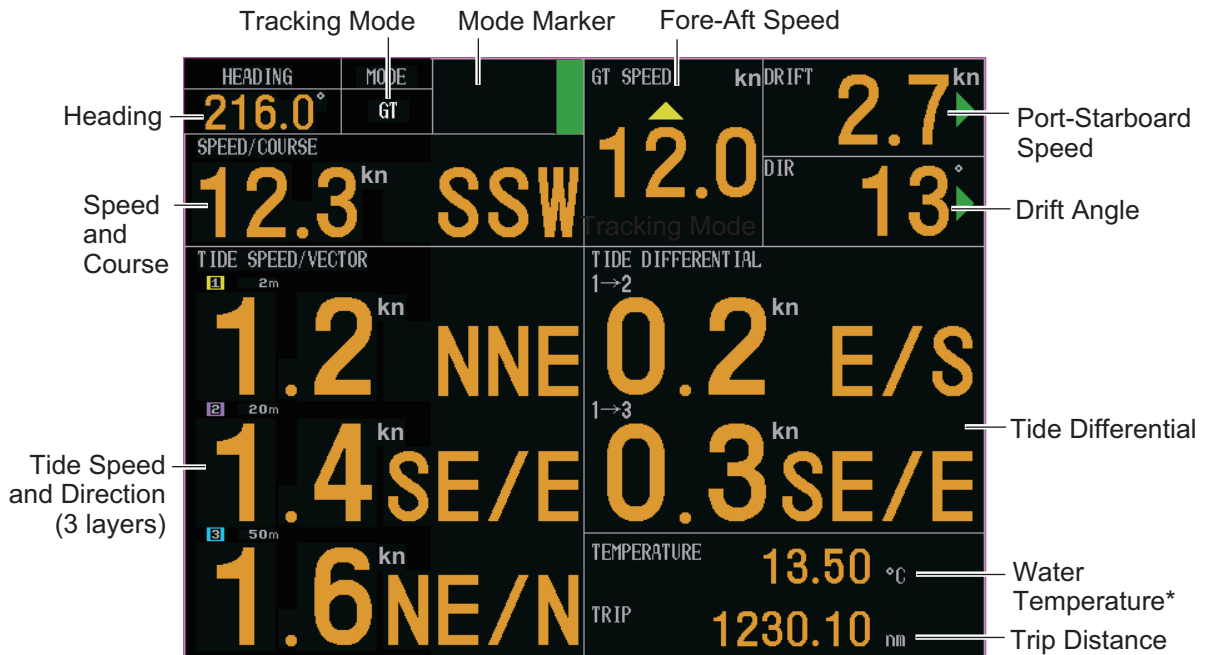 Tracking Mode
Mode Marker
Fore-Aft Speed
HEADING
MODE
216.0°
GT
Heading
SPEED/COURSE
12.3 kn SSW
Speed
and
Course
GT SPEED kn
12.0
Tracking Mode
DRIFT kn
2.7
Port-Starboard
Speed
DIR
13°
Drift Angle
TIDE SPEED/VECTOR
1 2m
1.2 kn NNE
2 20m
1.4 kn SE/E
3 50m
1.6 kn NE/N
Tide Speed
and Direction
(3 layers)
TIDE DIFFERENTIAL
1→2
0.2 kn E/S
1→3
0.3 kn SE/E
Tide Differential
TEMPERATURE 13.50 °C
Water
Temperature*
TRIP 1230.10 nm
Trip Distance